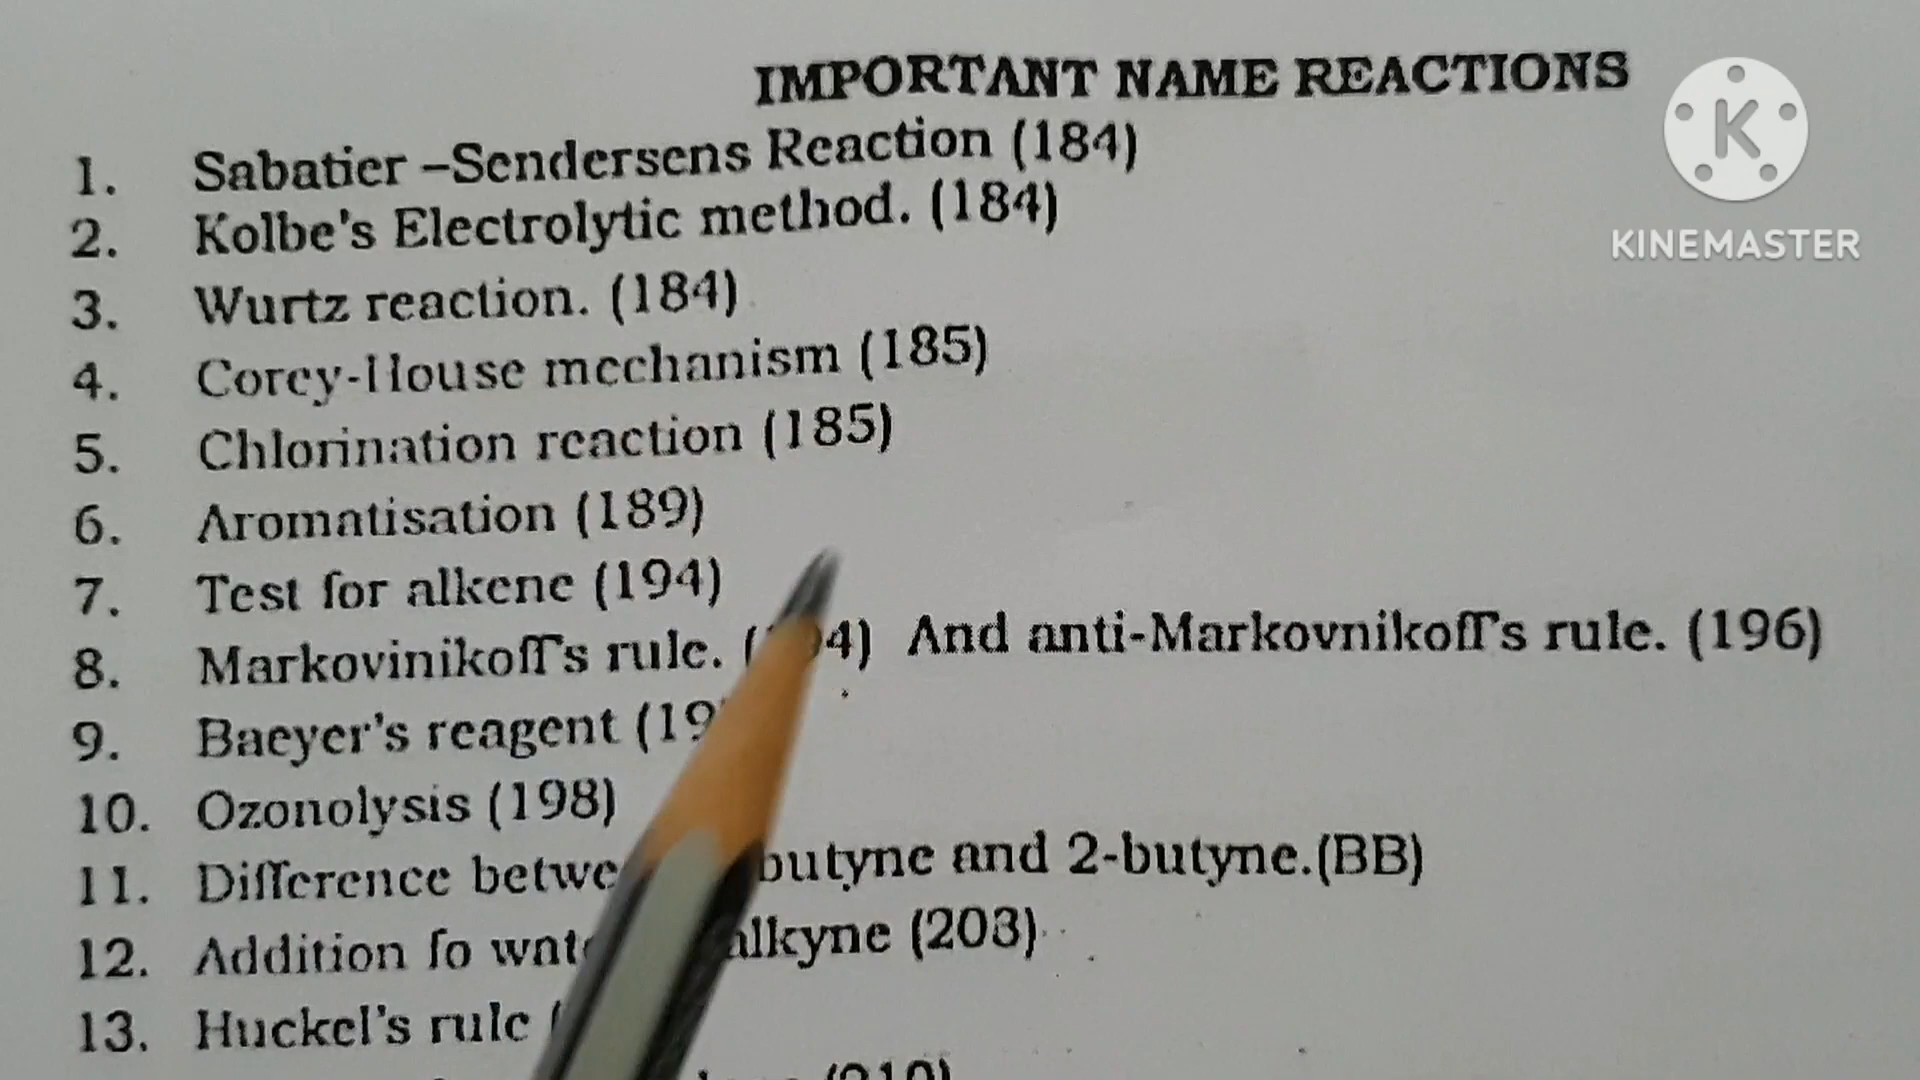 IMPORTANT NAME REACTIONS
1. Sabatier –Sendersens Reaction (184)
2. Kolbe's Electrolytic method. (184)
3. Wurtz reaction. (184)
4. Corey-House mechanism (185)
5. Chlorination reaction (185)
6. Aromatisation (189)
7. Test for alkene (194)
8. Markovinikoff's rule. And anti-Markovnikoff's rule. (196)
9. Baeyer's reagent
10. Ozonolysis (198)
11. Difference butyne and 2-butyne.(BB)
12. Addition fo alkyne (203)
13. Huckel's rule
(210)
K
KINEMASTER